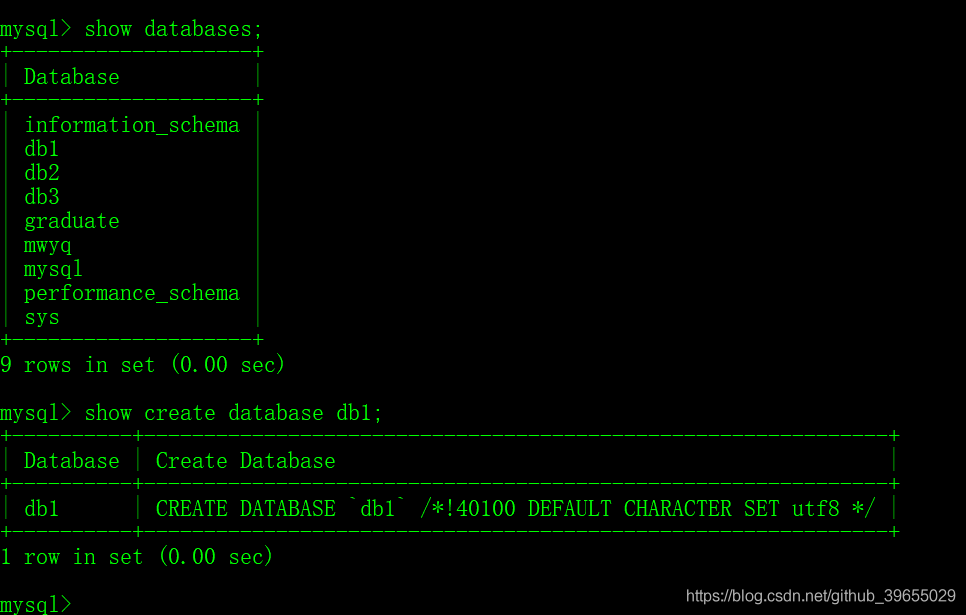 mysql> show databases;
+--------------------+
| Database           |
+--------------------+
| information_schema |
| db1                |
| db2                |
| db3                |
| graduate           |
| mwyq               |
| mysql              |
| performance_schema |
| sys                |
+--------------------+
9 rows in set (0.00 sec)
mysql> show create database db1;
+----------+--------------------------------------------------------------+
| Database | Create Database                                              |
+----------+--------------------------------------------------------------+
| db1      | CREATE DATABASE `db1` /*!40100 DEFAULT CHARACTER SET utf8 */ |
+----------+--------------------------------------------------------------+
1 row in set (0.00 sec)
mysql>
https://blog.csdn.net/github_39655029